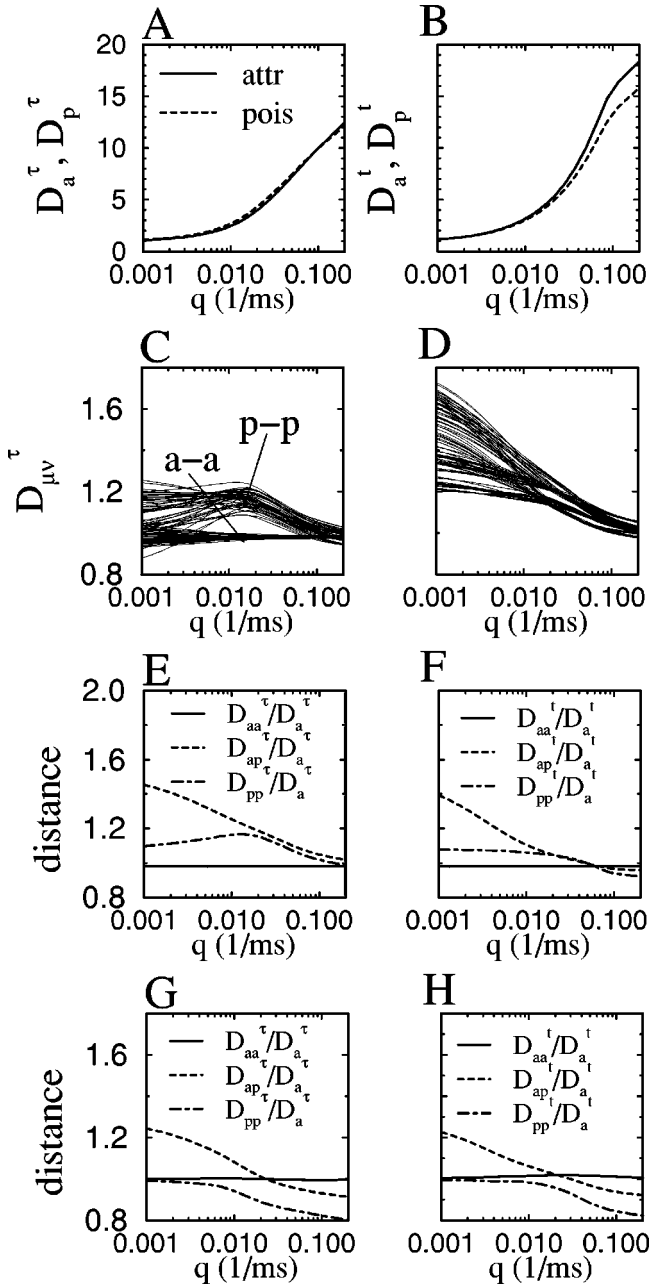 A
B
20
15
10
5
0
attr
pois
D_a^τ, D_p^τ
D_a^t, D_p^t
0.001 0.010 0.100
0.001 0.010 0.100
q (1/ms)
q (1/ms)
C
D
1.6
1.2
0.8
p–p
a–a
D_μν^τ
0.001 0.010 0.100
0.001 0.010 0.100
q (1/ms)
q (1/ms)
E
F
2.0
1.6
1.2
0.8
distance
D_aa^τ/D_a^τ
D_ap^τ/D_a^τ
D_pp^τ/D_a^τ
D_aa^t/D_a^t
D_ap^t/D_a^t
D_pp^t/D_a^t
0.001 0.010 0.100
0.001 0.010 0.100
q (1/ms)
q (1/ms)
G
H
1.6
1.2
0.8
distance
D_aa^τ/D_a^τ
D_ap^τ/D_a^τ
D_pp^τ/D_a^τ
D_aa^t/D_a^t
D_ap^t/D_a^t
D_pp^t/D_a^t
0.001 0.010 0.100
0.001 0.010 0.100
q (1/ms)
q (1/ms)